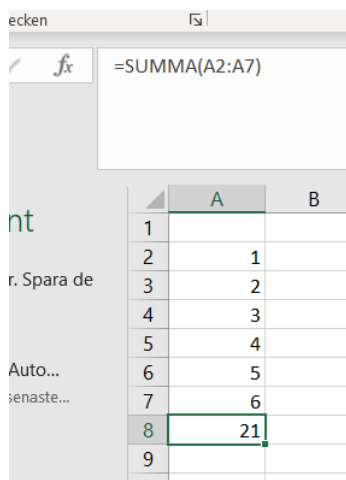 ecken
fx =SUMMA(A2:A7)
nt
r. Spara de
Auto...
senaste...
A B
1
2 1
3 2
4 3
5 4
6 5
7 6
8 21
9